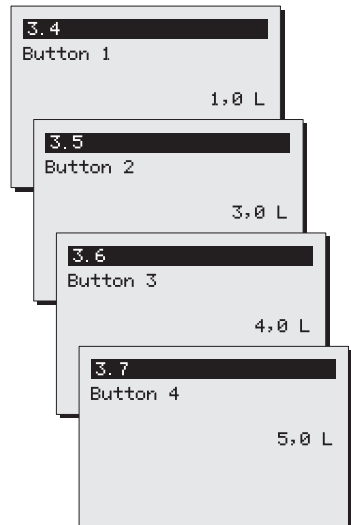 3.4
Button 1
1,0 L
3.5
Button 2
3,0 L
3.6
Button 3
4,0 L
3.7
Button 4
5,0 L